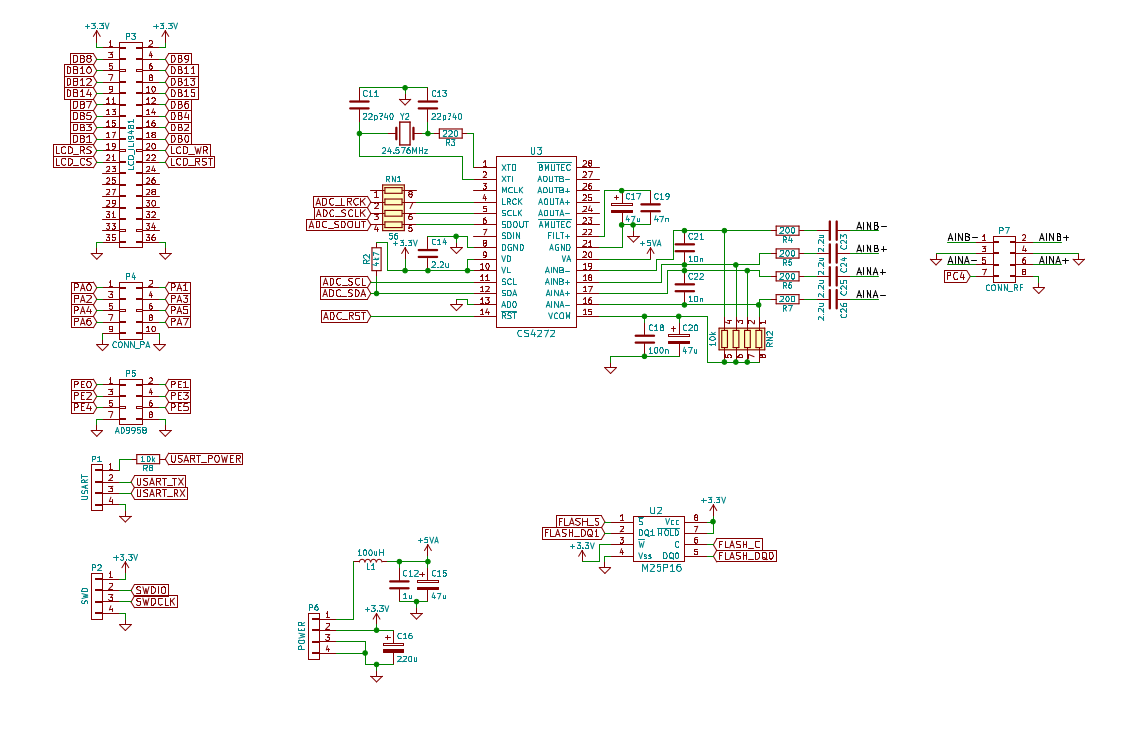 +3.3V +3.3V
P3
1 2
DB8 3 4 DB9
DB10 5 6 DB11
DB12 7 8 DB13
DB14 9 10 DB15
DB7 11 12 DB6
DB5 13 14 DB4
DB3 15 16 DB2
DB1 17 18 DB0
LCD_RS 19 20 LCD_WR
LCD_CS 21 22 LCD_RST
23 24
25 26
27 28
29 30
31 32
33 34
35 36
LCD_ILI9481
P4
PA0 1 2 PA1
PA2 3 4 PA3
PA4 5 6 PA5
PA6 7 8 PA7
9 10
CONN_PA
P5
PE0 1 2 PE1
PE2 3 4 PE3
PE4 5 6 PE5
7 8
AD9958
P1
1 10k USART_POWER
R8
2 USART_TX
3 USART_RX
4
USART
+3.3V
P2
1
2 SWDIO
3 SWDCLK
4
SWD
C11 C13
22p?40 22p?40
Y2
220
R3
24.576MHz
RN1
1 8
ADC_LRCK 2 7
ADC_SCLK 3 6
ADC_SDOUT 4 5
56
+3.3V
C14
2.2u
R2
4k7
ADC_SCL
ADC_SDA
ADC_RST
U3
1 XTO BMUTEC 28
2 XTI AOUTB- 27
3 MCLK AOUTB+ 26
4 LRCK AOUTA+ 25
5 SCLK AOUTA- 24
6 SDOUT AMUTEC 23
7 SDIN FILT+ 22
8 DGND AGND 21
9 VD VA 20
10 VL AINB- 19
11 SCL AINB+ 18
12 SDA AINA+ 17
13 AD0 AINA- 16
14 RST VCOM 15
CS4272
+ C17 C19
47u 47n
+5VA
C21
10n
C22
10n
C18 + C20
100n 47u
200 2.2u C23 AINB-
R4
200 2.2u C24 AINB+
R5
200 2.2u C25 AINA+
R6
200 2.2u C26 AINA-
R7
4 3 2 1
10k RN2
5 6 7 8
P7
AINB- 1 2 AINB+
3 4
AINA- 5 6 AINA+
PC4 7 8
CONN_RF
+3.3V
U2
FLASH_S 1 S Vcc 8
FLASH_DQ1 2 DQ1 HOLD 7
+3.3V 3 W C 6 FLASH_C
4 Vss DQ0 5 FLASH_DQ0
M25P16
+5VA
100uH
L1
C12 + C15
1u 47u
P6
1
2
3
4
POWER
+3.3V
+ C16
220u